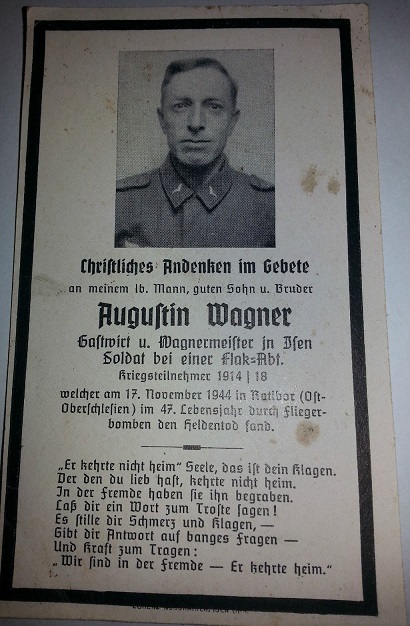 Christliches Andenken im Gebete
an meinem lb. Mann, guten Sohn u. Bruder
Augustin Wagner
Gastwirt u. Wagnermeister in Isen
Soldat bei einer Flak-Abt.
Kriegsteilnehmer 1914 | 18
welcher am 17. November 1944 in Ratibor (Ost-
Oberschlesien) im 47. Lebensjahr durch Flieger-
bomben den Heldentod fand.
„Er kehrte nicht heim" Seele, das ist dein Klagen.
Der den du lieb hast, kehrte nicht heim.
In der Fremde haben sie ihn begraben.
Laß dir ein Wort zum Troste sagen!
Es stille dir Schmerz und Klagen, —
Gibt dir Antwort auf banges Fragen —
Und Kraft zum Tragen:
„Wir sind in der Fremde — Er kehrte heim."